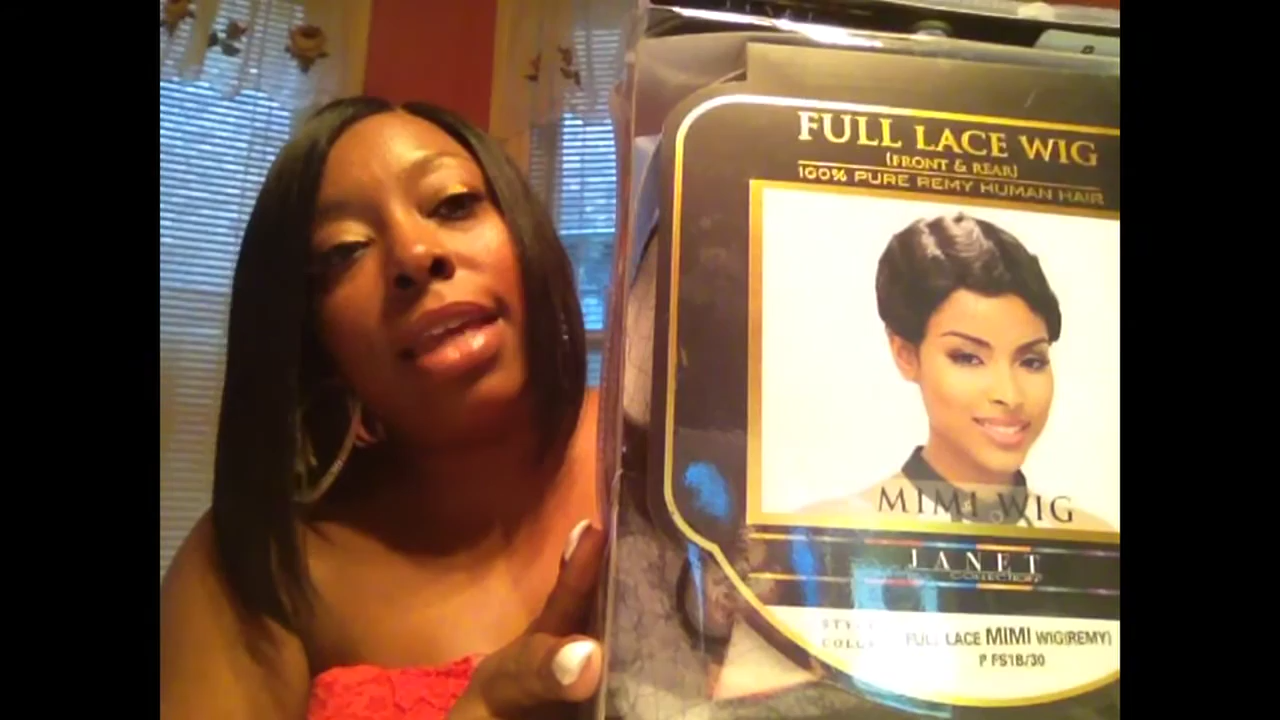 FULL LACE WIG
(FRONT & REAR)
100% PURE REMY HUMAN HAIR
MIMI WIG
JANET
COLLECTION
FULL LACE MIMI WIG(REMY)
P FS1B/30